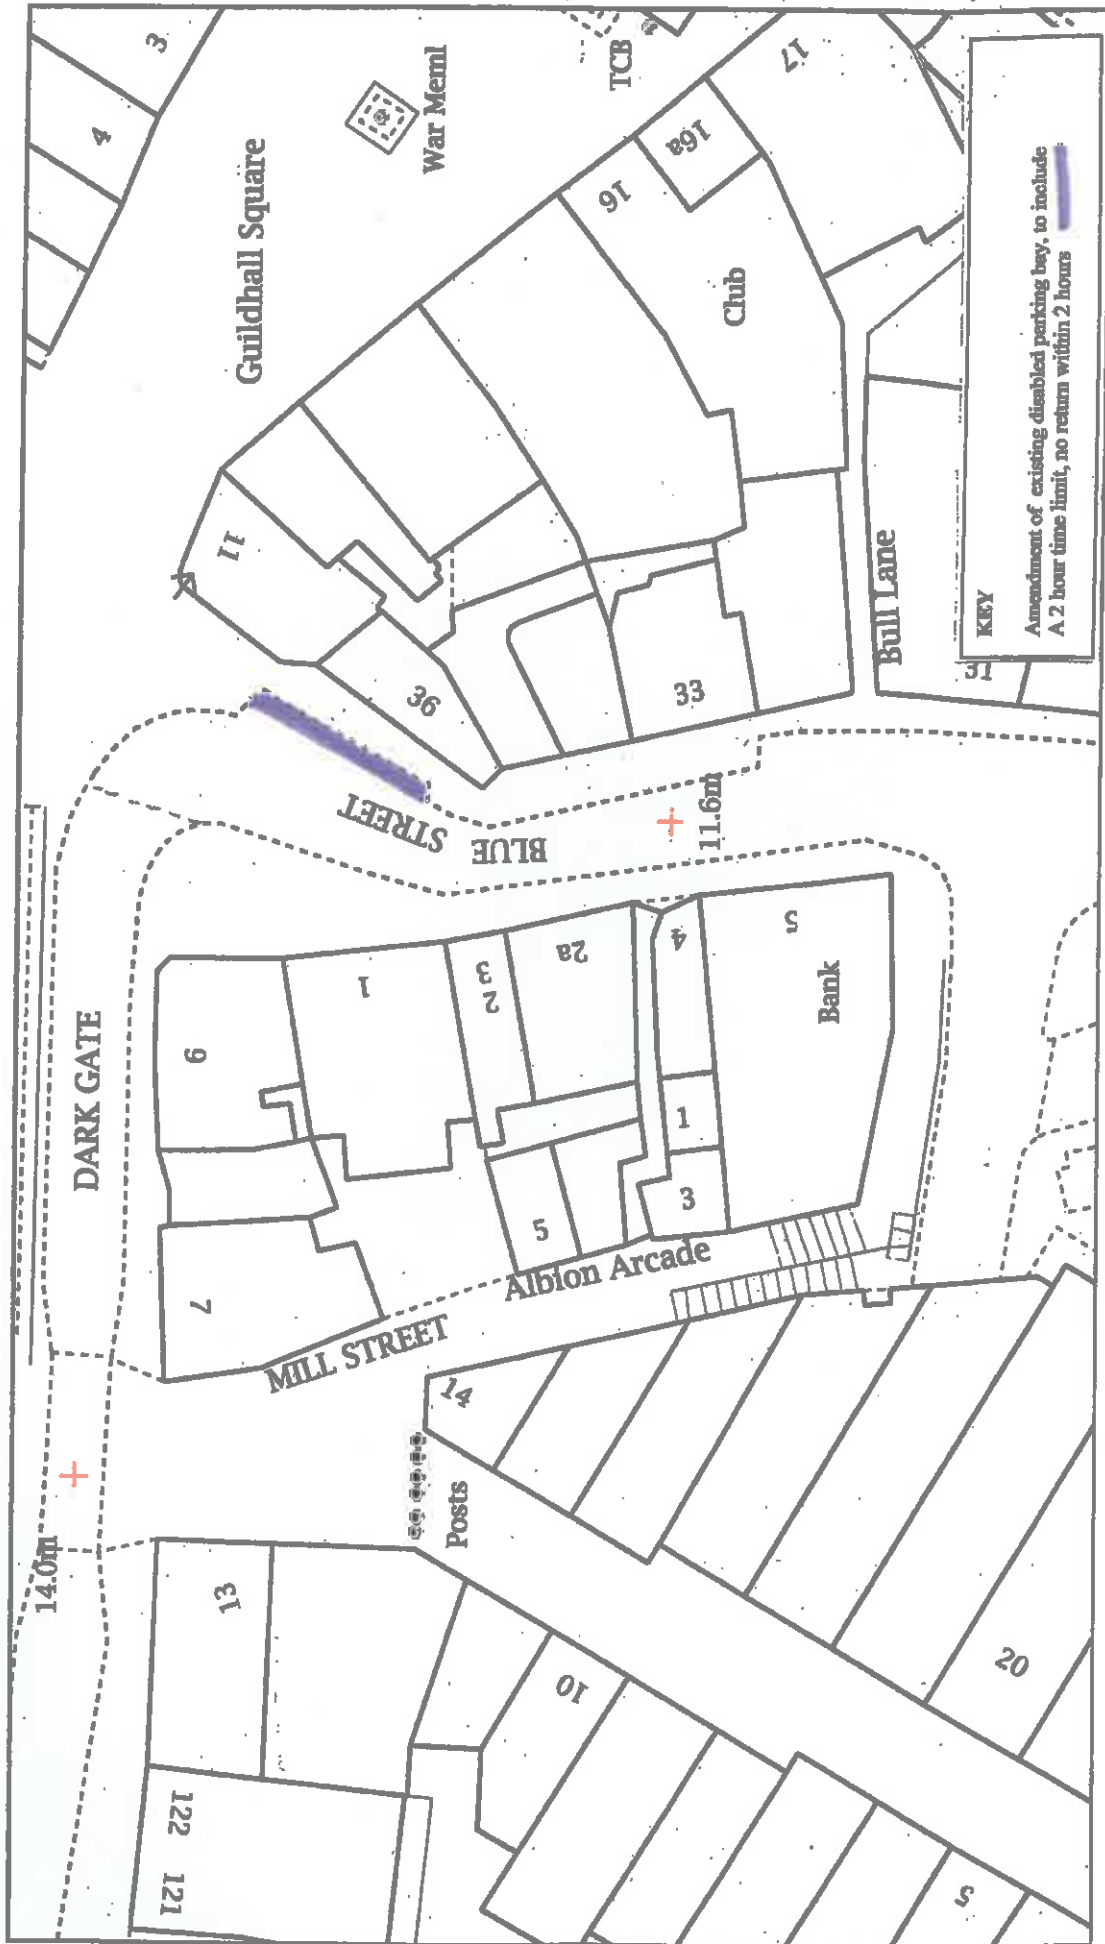 3
4
Guildhall Square
War Meml
TCB
17
16a
16
Club
11
36
33
31
Bull Lane
KEY
Amendment of existing disabled parking bay, to include
A 2 hour time limit, no return within 2 hours
BLUE STREET
11.6m
DARK GATE
9
1
3
2
2a
4
5
Bank
1
3
5
7
Albion Arcade
MILL STREET
14
Posts
14.0m
13
122
121
10
20
5